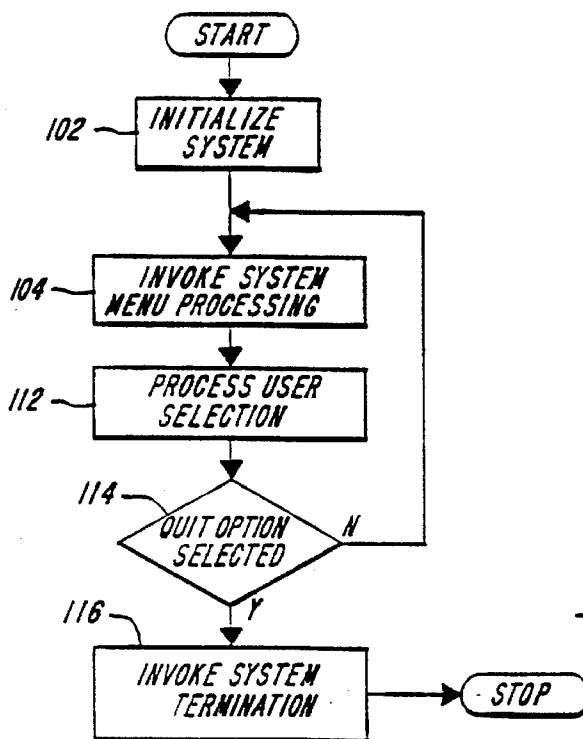 START
102
INITIALIZE
SYSTEM
104
INVOKE SYSTEM
MENU PROCESSING
112
PROCESS USER
SELECTION
114
QUIT OPTION
SELECTED
N
Y
116
INVOKE SYSTEM
TERMINATION
STOP